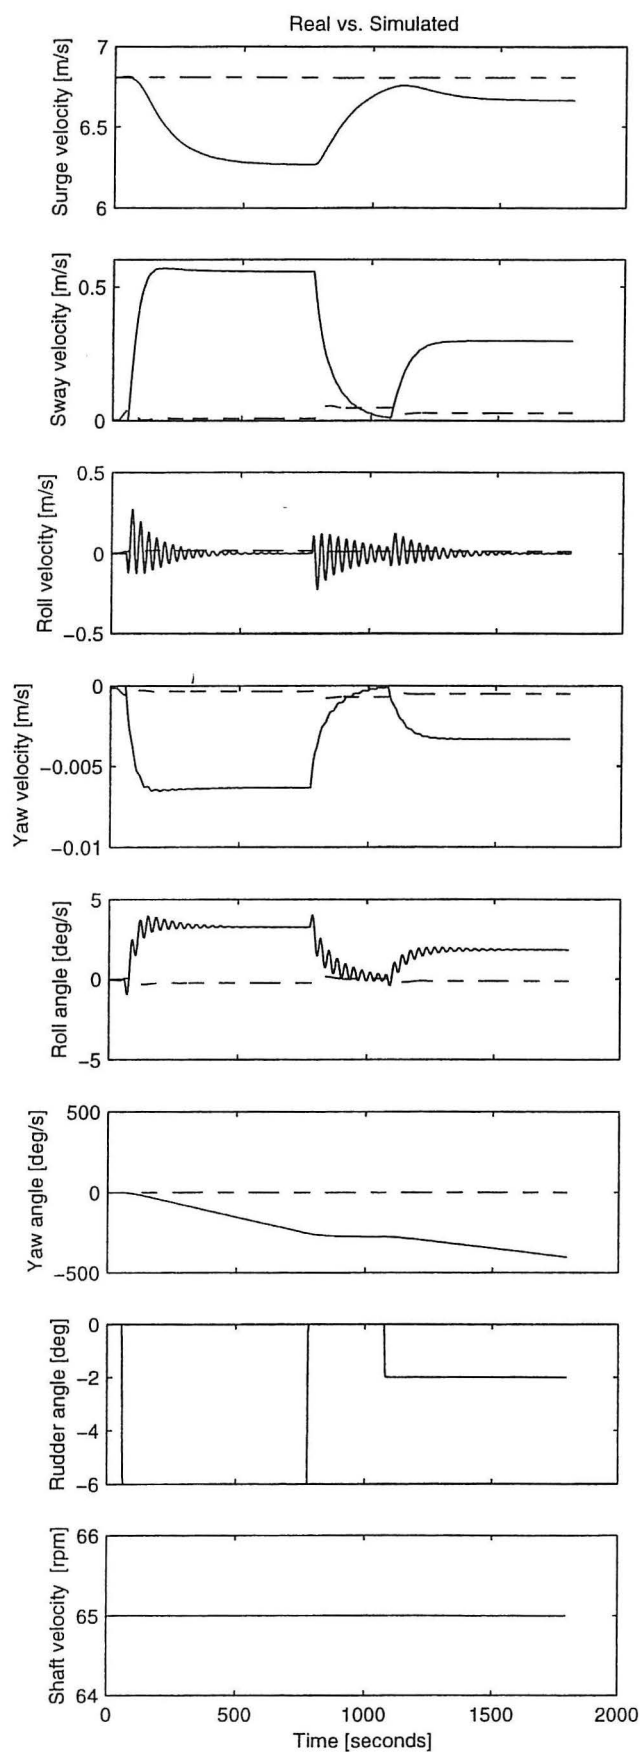 Real vs. Simulated
Surge velocity [m/s]
7
6.5
6
Sway velocity [m/s]
0.5
0
Roll velocity [m/s]
0.5
0
−0.5
Yaw velocity [m/s]
0
−0.005
−0.01
Roll angle [deg/s]
5
0
−5
Yaw angle [deg/s]
500
0
−500
Rudder angle [deg]
0
−2
−4
−6
Shaft velocity [rpm]
66
65
64
0 500 1000 1500 2000
Time [seconds]